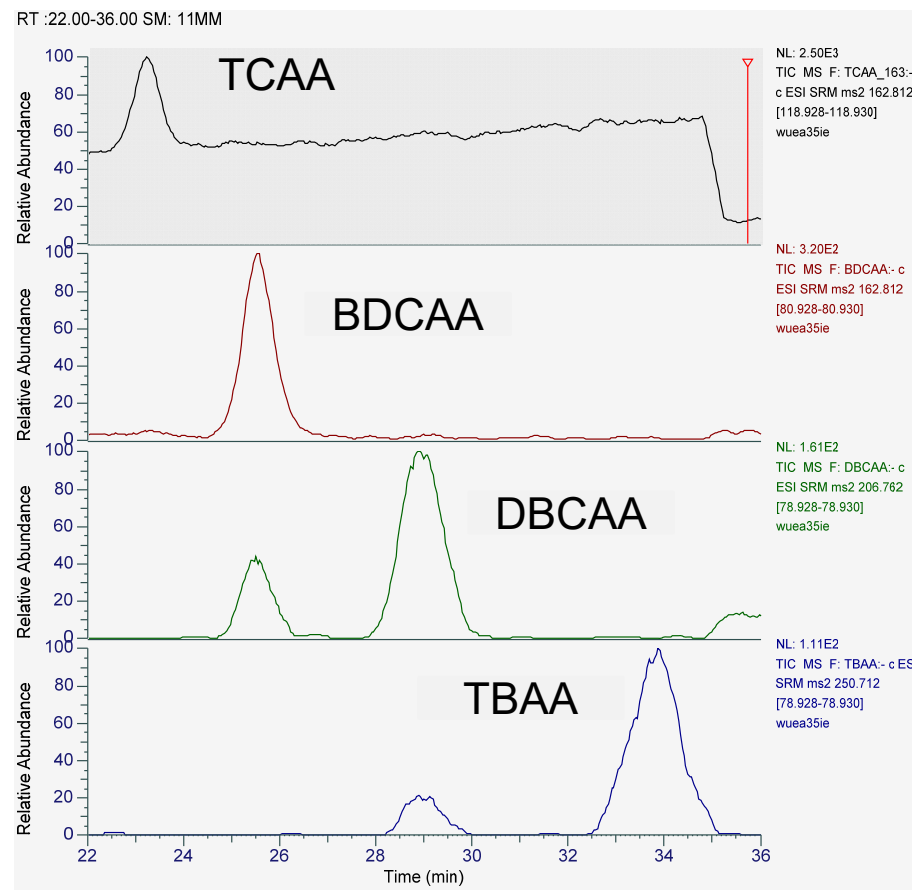 RT :22.00-36.00 SM: 11MM
TCAA
NL: 2.50E3
TIC MS F: TCAA_163:-
c ESI SRM ms2 162.812
[118.928-118.930]
wuea35ie
Relative Abundance
100
80
60
40
20
0
BDCAA
NL: 3.20E2
TIC MS F: BDCAA:- c
ESI SRM ms2 162.812
[80.928-80.930]
wuea35ie
Relative Abundance
100
80
60
40
20
0
DBCAA
NL: 1.61E2
TIC MS F: DBCAA:- c
ESI SRM ms2 206.762
[78.928-78.930]
wuea35ie
Relative Abundance
100
80
60
40
20
0
TBAA
NL: 1.11E2
TIC MS F: TBAA:- c ES
SRM ms2 250.712
[78.928-78.930]
wuea35ie
Relative Abundance
100
80
60
40
20
0
22 24 26 28 30 32 34 36
Time (min)